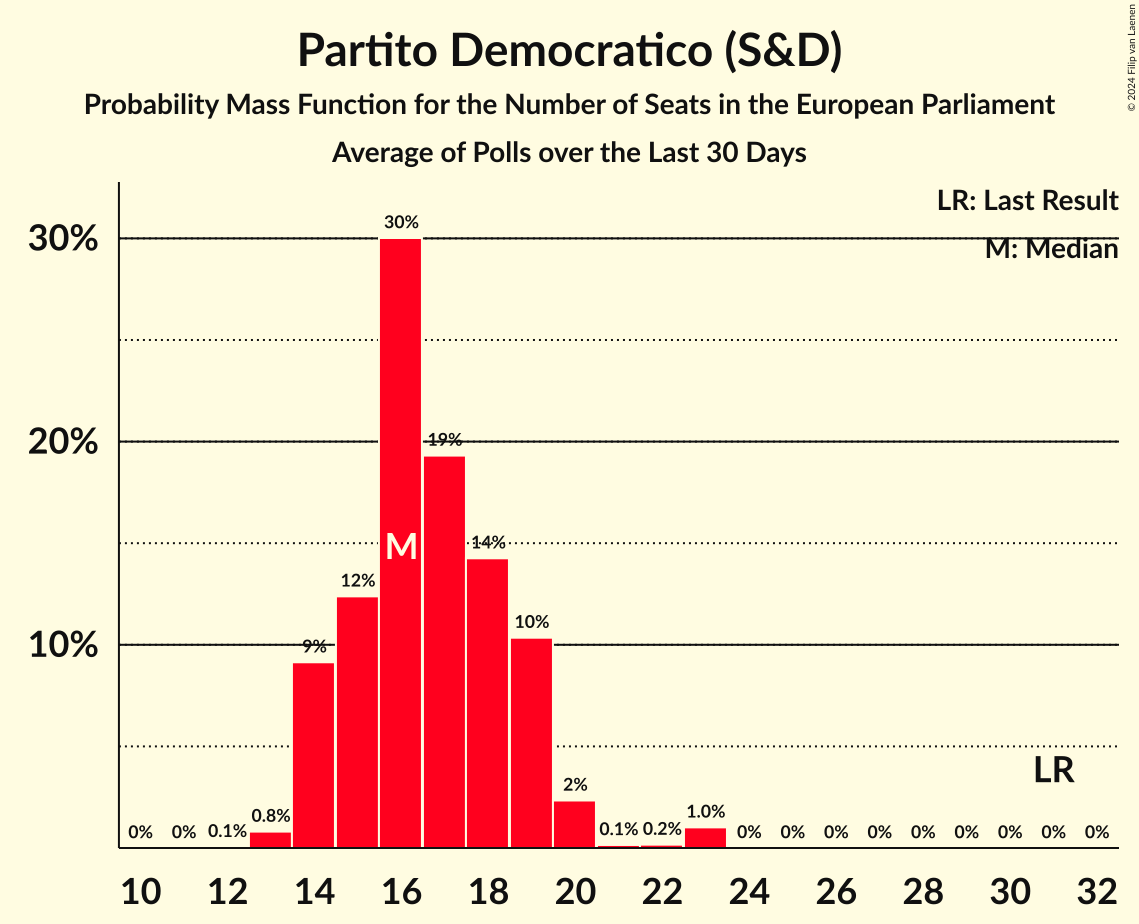 Partito Democratico (S&D)
Probability Mass Function for the Number of Seats in the European Parliament
Average of Polls over the Last 30 Days
© 2024 Filip van Laenen
LR: Last Result
M: Median
30%
20%
10%
0% 0% 0.1% 0.8% 9% 12% 30% 19% 14% 10% 2% 0.1% 0.2% 1.0% 0% 0% 0% 0% 0% 0% 0% 0% 0%
M
LR
10 12 14 16 18 20 22 24 26 28 30 32